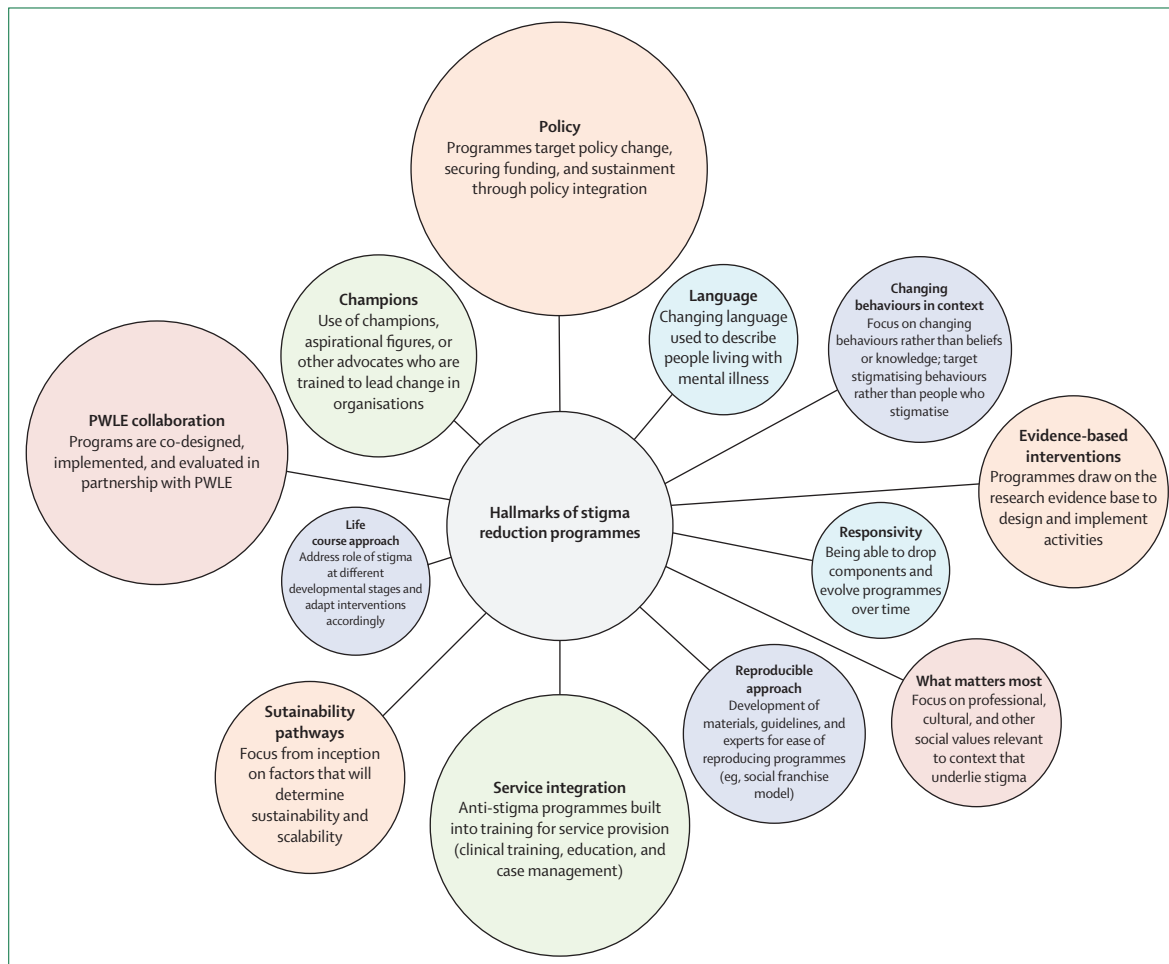 Policy
Programmes target policy change,
securing funding, and sustainment
through policy integration
Champions
Use of champions,
aspirational figures, or
other advocates who are
trained to lead change in
organisations
Language
Changing language
used to describe
people living with
mental illness
Changing
behaviours in context
Focus on changing
behaviours rather than beliefs
or knowledge; target
stigmatising behaviours
rather than people who
stigmatise
PWLE collaboration
Programs are co-designed,
implemented, and evaluated in
partnership with PWLE
Evidence-based
interventions
Programmes draw on the
research evidence base to
design and implement
activities
Hallmarks of stigma
reduction programmes
Life
course approach
Address role of stigma
at different
developmental stages and
adapt interventions
accordingly
Responsivity
Being able to drop
components and
evolve programmes
over time
Sutainability
pathways
Focus from inception
on factors that will
determine
sustainability and
scalability
Service integration
Anti-stigma programmes built
into training for service provision
(clinical training, education, and
case management)
Reproducible
approach
Development of
materials, guidelines, and
experts for ease of
reproducing programmes
(eg, social franchise
model)
What matters most
Focus on professional,
cultural, and other
social values relevant
to context that
underlie stigma